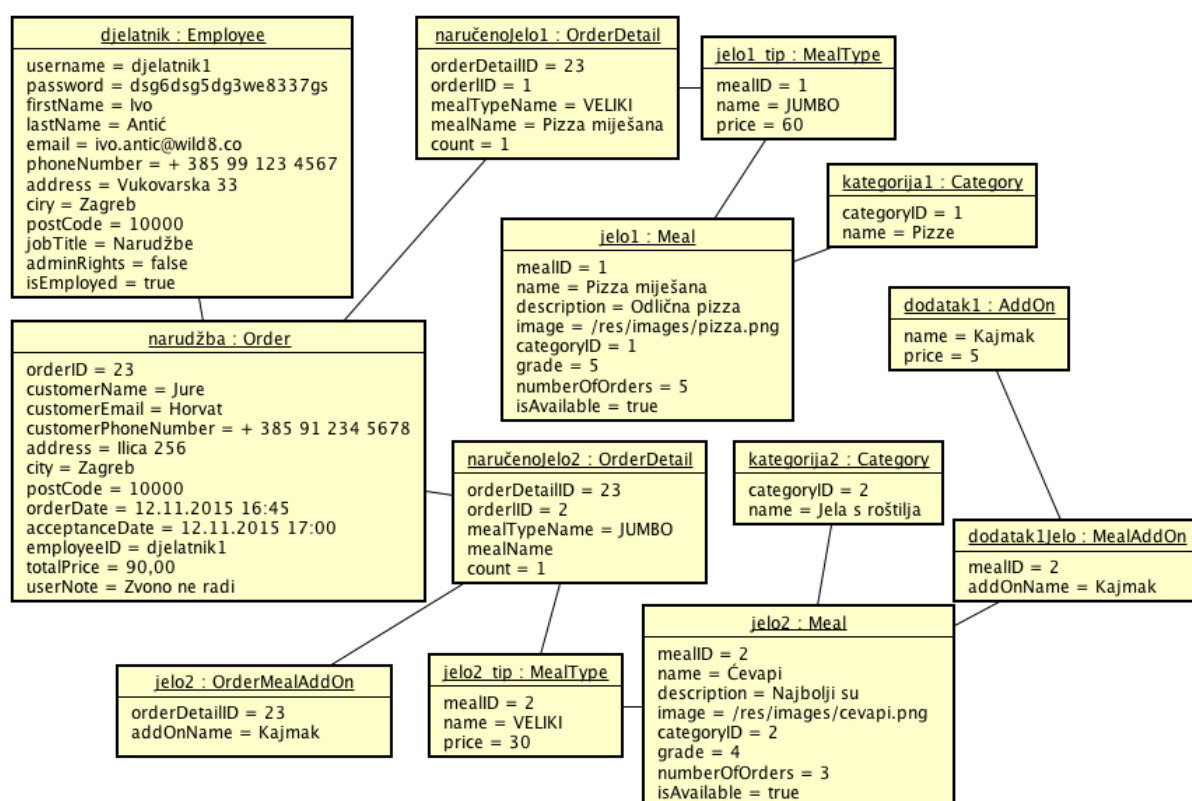 djelatnik : Employee
username = djelatnik1
password = dsg6dsg5dg3we8337gs
firstName = Ivo
lastName = Antić
email = ivo.antic@wild8.co
phoneNumber = + 385 99 123 4567
address = Vukovarska 33
ciry = Zagreb
postCode = 10000
jobTitle = Narudžbe
adminRights = false
isEmployed = true
naručenoJelo1 : OrderDetail
orderDetailID = 23
orderlID = 1
mealTypeName = VELIKI
mealName = Pizza miješana
count = 1
jelo1_tip : MealType
mealID = 1
name = JUMBO
price = 60
kategorija1 : Category
categoryID = 1
name = Pizze
jelo1 : Meal
mealID = 1
name = Pizza miješana
description = Odlična pizza
image = /res/images/pizza.png
categoryID = 1
grade = 5
numberOfOrders = 5
isAvailable = true
dodatak1 : AddOn
name = Kajmak
price = 5
narudžba : Order
orderID = 23
customerName = Jure
customerEmail = Horvat
customerPhoneNumber = + 385 91 234 5678
address = Ilica 256
city = Zagreb
postCode = 10000
orderDate = 12.11.2015 16:45
acceptanceDate = 12.11.2015 17:00
employeeID = djelatnik1
totalPrice = 90,00
userNote = Zvono ne radi
naručenoJelo2 : OrderDetail
orderDetailID = 23
orderlID = 2
mealTypeName = JUMBO
mealName
count = 1
kategorija2 : Category
categoryID = 2
name = Jela s roštilja
dodatak1Jelo : MealAddOn
mealID = 2
addOnName = Kajmak
jelo2 : OrderMealAddOn
orderDetailID = 23
addOnName = Kajmak
jelo2_tip : MealType
mealID = 2
name = VELIKI
price = 30
jelo2 : Meal
mealID = 2
name = Ćevapi
description = Najbolji su
image = /res/images/cevapi.png
categoryID = 2
grade = 4
numberOfOrders = 3
isAvailable = true